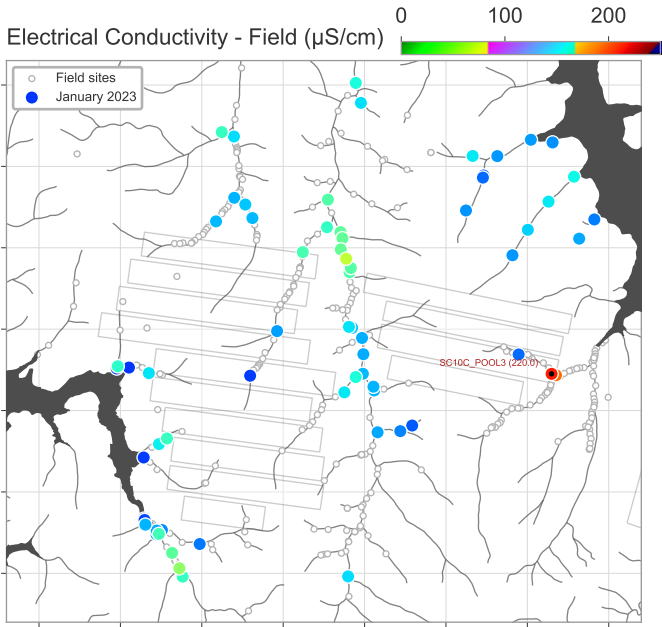 Electrical Conductivity - Field (µS/cm)
0 100 200
Field sites
January 2023
SC10C_POOL3 (220.0)